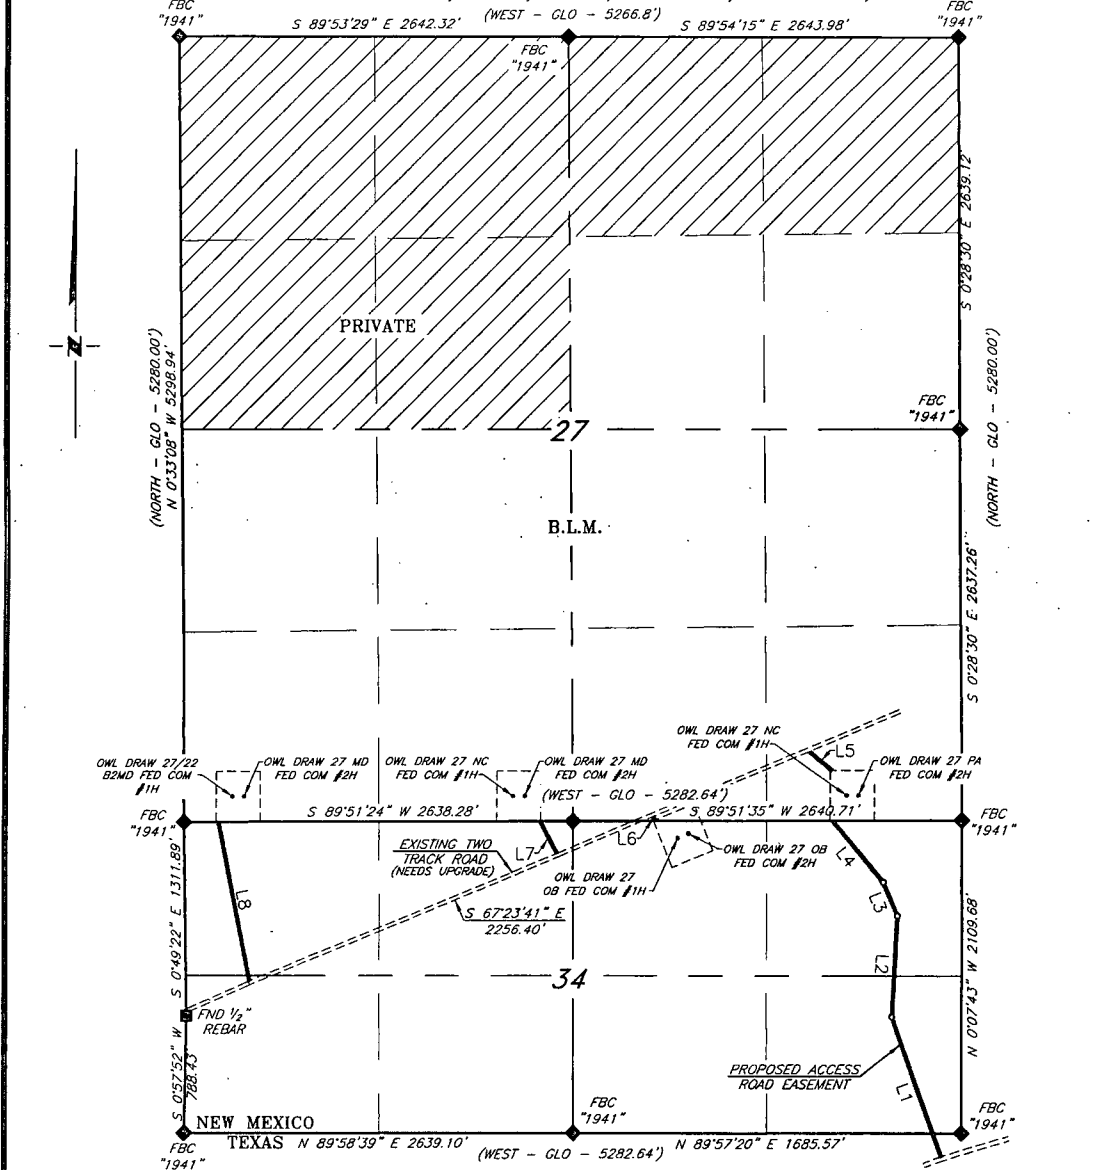 FBC
"1941"
S 89°53'29" E 2642.32'
(WEST - GLO - 5266.8')
S 89°54'15" E 2643.98'
FBC
"1941"
FBC
"1941"
S 0°28'30" E 2639.12'
PRIVATE
N
(NORTH - GLO - 5280.00')
N 0°33'08" W 5298.94'
FBC
"1941"
(NORTH - GLO - 5280.00')
27
B.L.M.
S 0°28'30" E 2637.26'
OWL DRAW 27/22
B2MD FED COM
#1H
OWL DRAW 27 MD
FED COM #2H
OWL DRAW 27 NC
FED COM #1H
OWL DRAW 27 MD
FED COM #2H
OWL DRAW 27 NC
FED COM #1H
L5
OWL DRAW 27 PA
FED COM #2H
(WEST - GLO - 5282.64')
S 89°51'24" W 2638.28'
S 89°51'35" W 2640.71'
FBC
"1941"
FBC
"1941"
EXISTING TWO
TRACK ROAD
(NEEDS UPGRADE)
L7
L6
OWL DRAW 27 OB
FED COM #2H
OWL DRAW 27
OB FED COM #1H
L4
L3
L8
S 67°23'41" E
2256.40'
S 0°49'22" E 1311.89'
L2
N 0°07'43" W 2109.68'
34
FND 1/2"
REBAR
S 0°57'52" W
788.43'
PROPOSED ACCESS
ROAD EASEMENT
L1
NEW MEXICO
TEXAS
FBC
"1941"
FBC
"1941"
FBC
"1941"
N 89°58'39" E 2639.10'
(WEST - GLO - 5282.64')
N 89°57'20" E 1685.57'